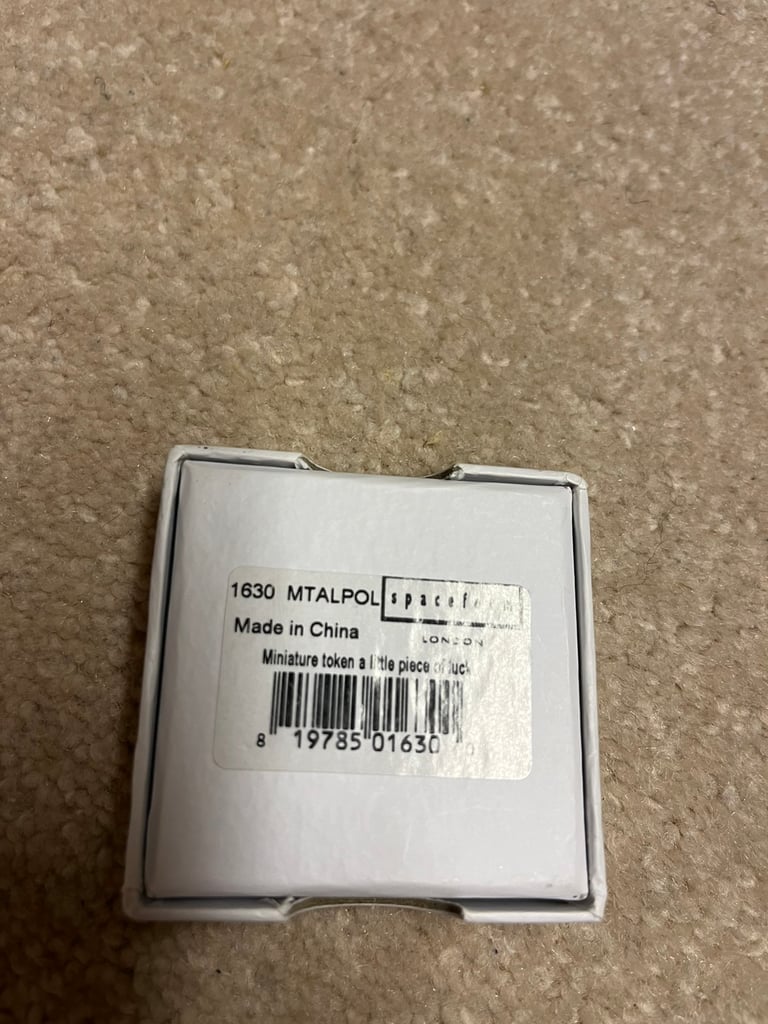 1630 MTALPOL spaceform
LONDON
Made in China
Miniature token a little piece of luck
8 19785 01630 0